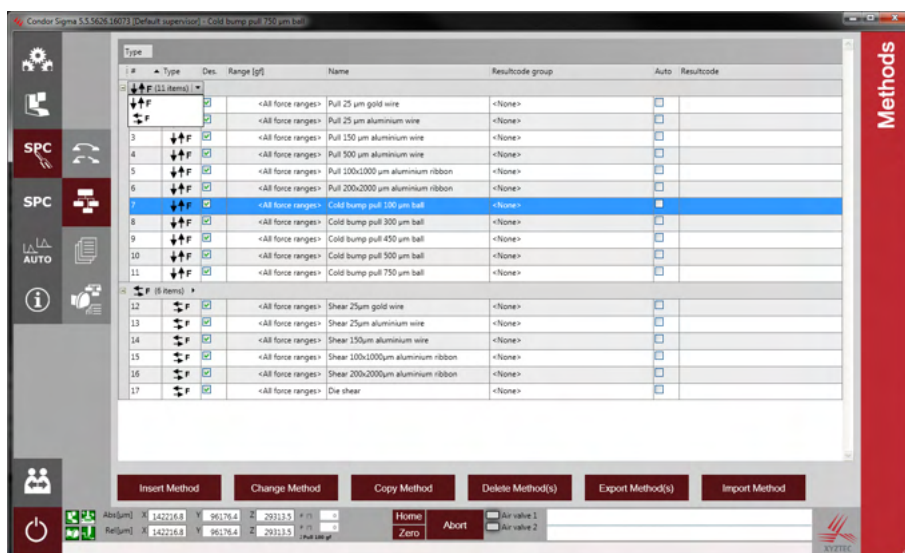 Condor Sigma 5.5.5626.16073 [Default supervisor] - Cold bump pull 750 µm ball
Methods
Type
# Type Des. Range [gf] Name Resultcode group Auto Resultcode
F (11 items)
F
F
<All force ranges> Pull 25 µm gold wire <None>
<All force ranges> Pull 25 µm aluminium wire <None>
3 F <All force ranges> Pull 150 µm aluminium wire <None>
4 F <All force ranges> Pull 500 µm aluminium wire <None>
5 F <All force ranges> Pull 100x1000 µm aluminium ribbon <None>
6 F <All force ranges> Pull 200x2000 µm aluminium ribbon <None>
7 F <All force ranges> Cold bump pull 100 µm ball <None>
8 F <All force ranges> Cold bump pull 300 µm ball <None>
9 F <All force ranges> Cold bump pull 450 µm ball <None>
10 F <All force ranges> Cold bump pull 500 µm ball <None>
11 F <All force ranges> Cold bump pull 750 µm ball <None>
F (6 items)
12 F <All force ranges> Shear 25µm gold wire <None>
13 F <All force ranges> Shear 25µm aluminium wire <None>
14 F <All force ranges> Shear 150µm aluminium wire <None>
15 F <All force ranges> Shear 100x1000µm aluminium ribbon <None>
16 F <All force ranges> Shear 200x2000µm aluminium ribbon <None>
17 F <All force ranges> Die shear <None>
SPC
SPC
AUTO
Insert Method Change Method Copy Method Delete Method(s) Export Method(s) Import Method
Abs[µm] X 142216.8 Y 96176.4 Z 29313.5
Rel[µm] X 142216.8 Y 96176.4 Z 29313.5
Pull 100 gf
Home
Zero
Abort
Air valve 1
Air valve 2
XYZTEC